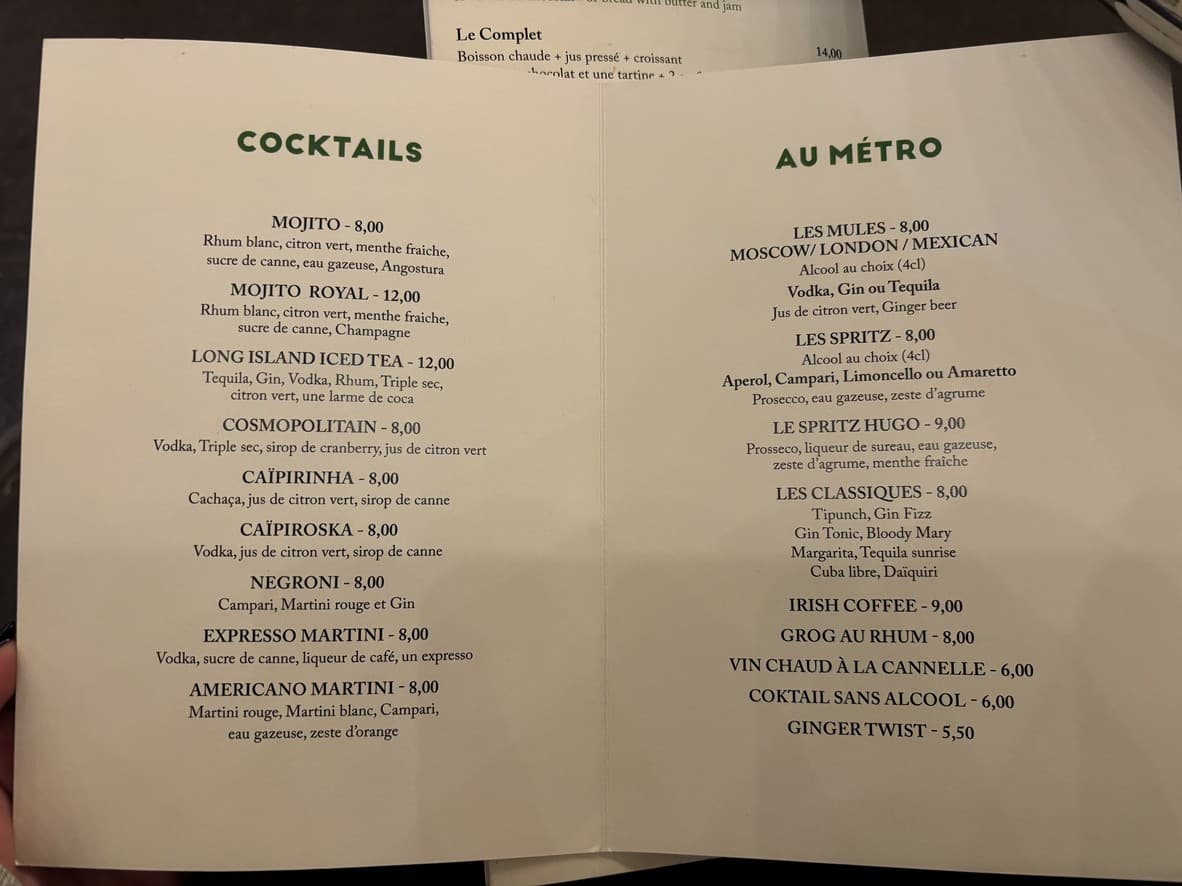 or bread with butter and jam
Le Complet
Boisson chaude + jus pressé + croissant
14,00
chocolat et une tartine +
COCKTAILS
MOJITO - 8,00
Rhum blanc, citron vert, menthe fraiche,
sucre de canne, eau gazeuse, Angostura
MOJITO ROYAL - 12,00
Rhum blanc, citron vert, menthe fraiche,
sucre de canne, Champagne
LONG ISLAND ICED TEA - 12,00
Tequila, Gin, Vodka, Rhum, Triple sec,
citron vert, une larme de coca
COSMOPOLITAIN - 8,00
Vodka, Triple sec, sirop de cranberry, jus de citron vert
CAÏPIRINHA - 8,00
Cachaça, jus de citron vert, sirop de canne
CAÏPIROSKA - 8,00
Vodka, jus de citron vert, sirop de canne
NEGRONI - 8,00
Campari, Martini rouge et Gin
EXPRESSO MARTINI - 8,00
Vodka, sucre de canne, liqueur de café, un expresso
AMERICANO MARTINI - 8,00
Martini rouge, Martini blanc, Campari,
eau gazeuse, zeste d'orange
AU MÉTRO
LES MULES - 8,00
MOSCOW/ LONDON / MEXICAN
Alcool au choix (4cl)
Vodka, Gin ou Tequila
Jus de citron vert, Ginger beer
LES SPRITZ - 8,00
Alcool au choix (4cl)
Aperol, Campari, Limoncello ou Amaretto
Prosecco, eau gazeuse, zeste d'agrume
LE SPRITZ HUGO - 9,00
Prosseco, liqueur de sureau, eau gazeuse,
zeste d'agrume, menthe fraîche
LES CLASSIQUES - 8,00
Tipunch, Gin Fizz
Gin Tonic, Bloody Mary
Margarita, Tequila sunrise
Cuba libre, Daïquiri
IRISH COFFEE - 9,00
GROG AU RHUM - 8,00
VIN CHAUD À LA CANNELLE - 6,00
COKTAIL SANS ALCOOL - 6,00
GINGER TWIST - 5,50